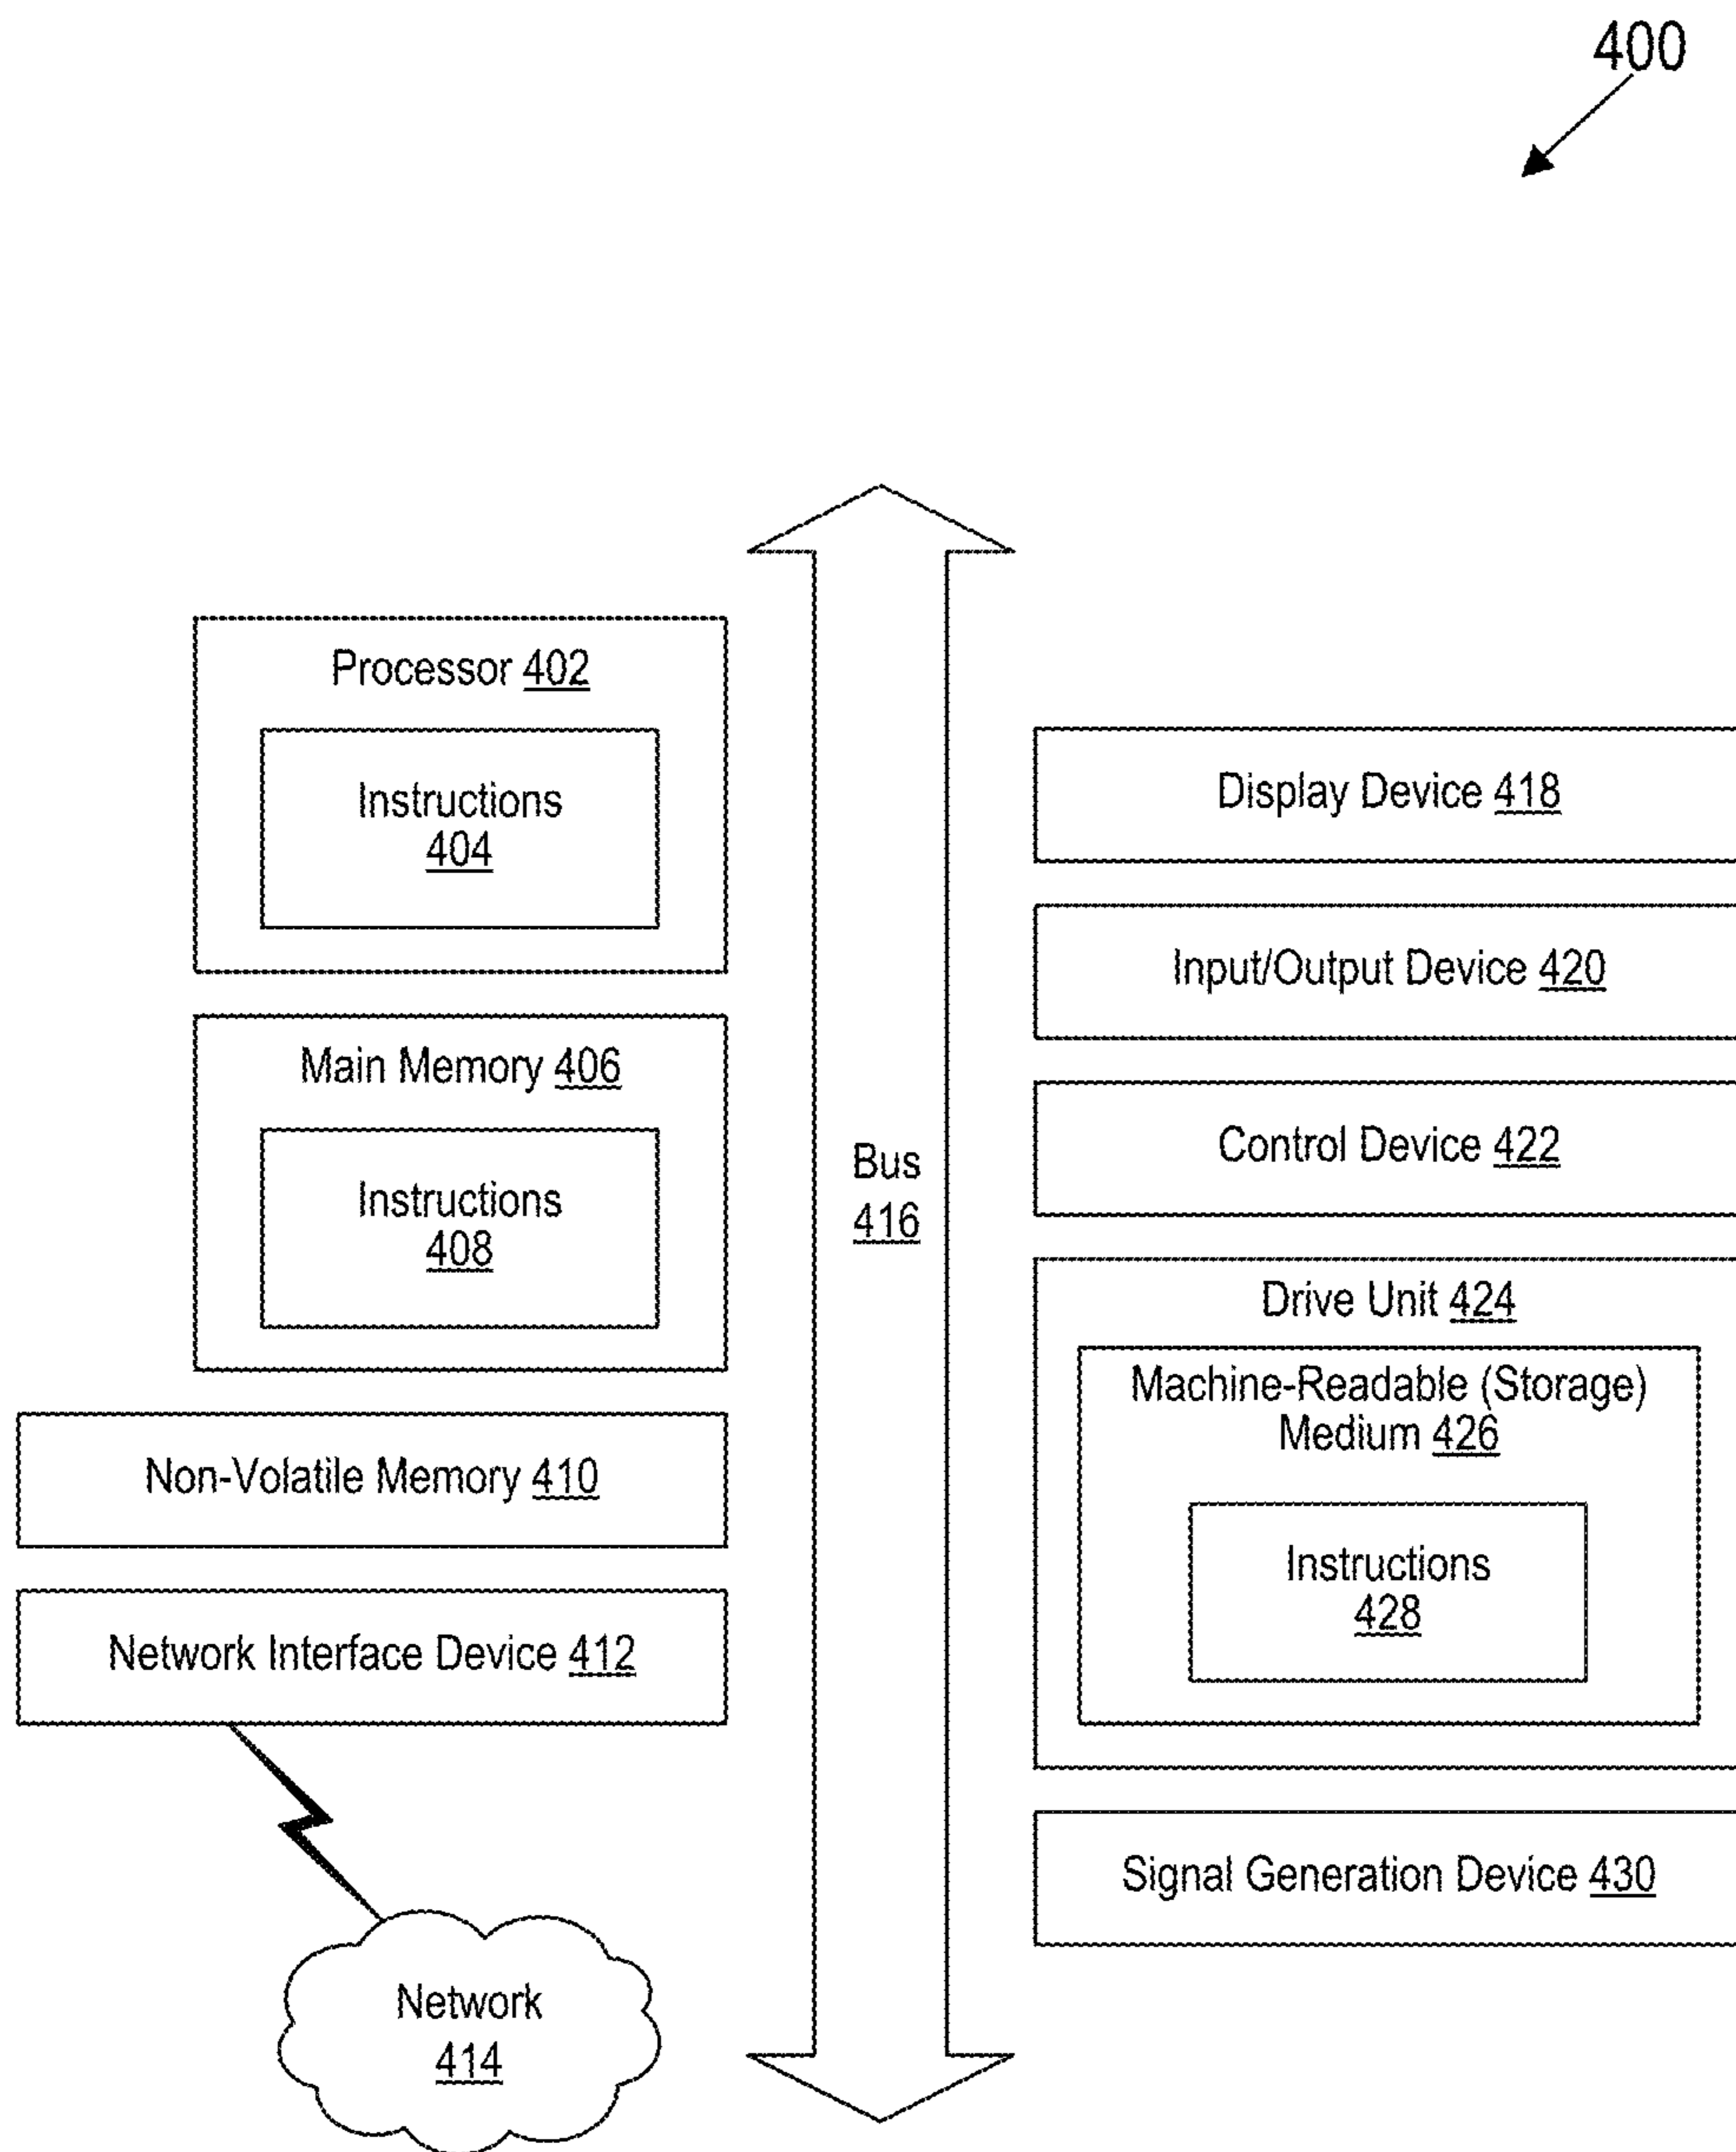 400
Processor 402
Instructions
404
Main Memory 406
Instructions
408
Non-Volatile Memory 410
Network Interface Device 412
Network
414
Bus
416
Display Device 418
Input/Output Device 420
Control Device 422
Drive Unit 424
Machine-Readable (Storage)
Medium 426
Instructions
428
Signal Generation Device 430